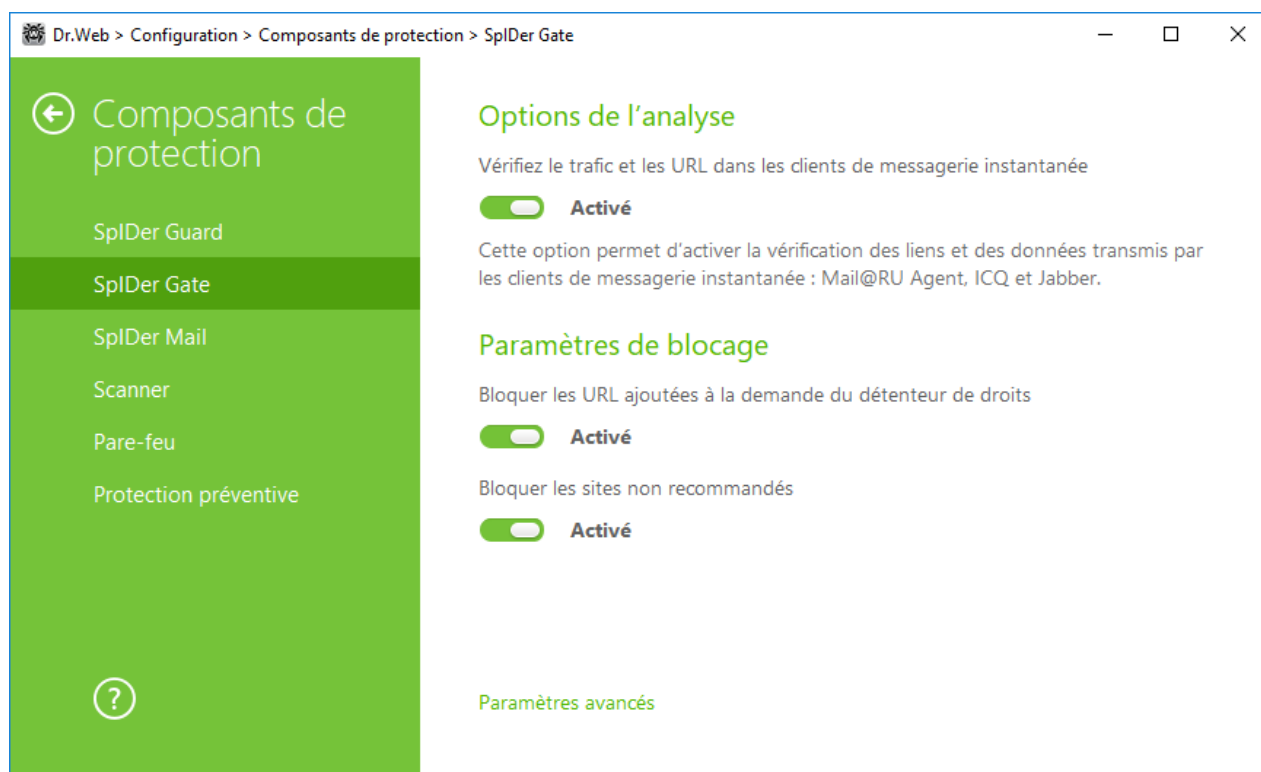 Dr.Web > Configuration > Composants de protection > SpIDer Gate
Composants de
protection
SpIDer Guard
SpIDer Gate
SpIDer Mail
Scanner
Pare-feu
Protection préventive
?
Options de l’analyse
Vérifiez le trafic et les URL dans les clients de messagerie instantanée
Activé
Cette option permet d’activer la vérification des liens et des données transmis par
les clients de messagerie instantanée : Mail@RU Agent, ICQ et Jabber.
Paramètres de blocage
Bloquer les URL ajoutées à la demande du détenteur de droits
Activé
Bloquer les sites non recommandés
Activé
Paramètres avancés